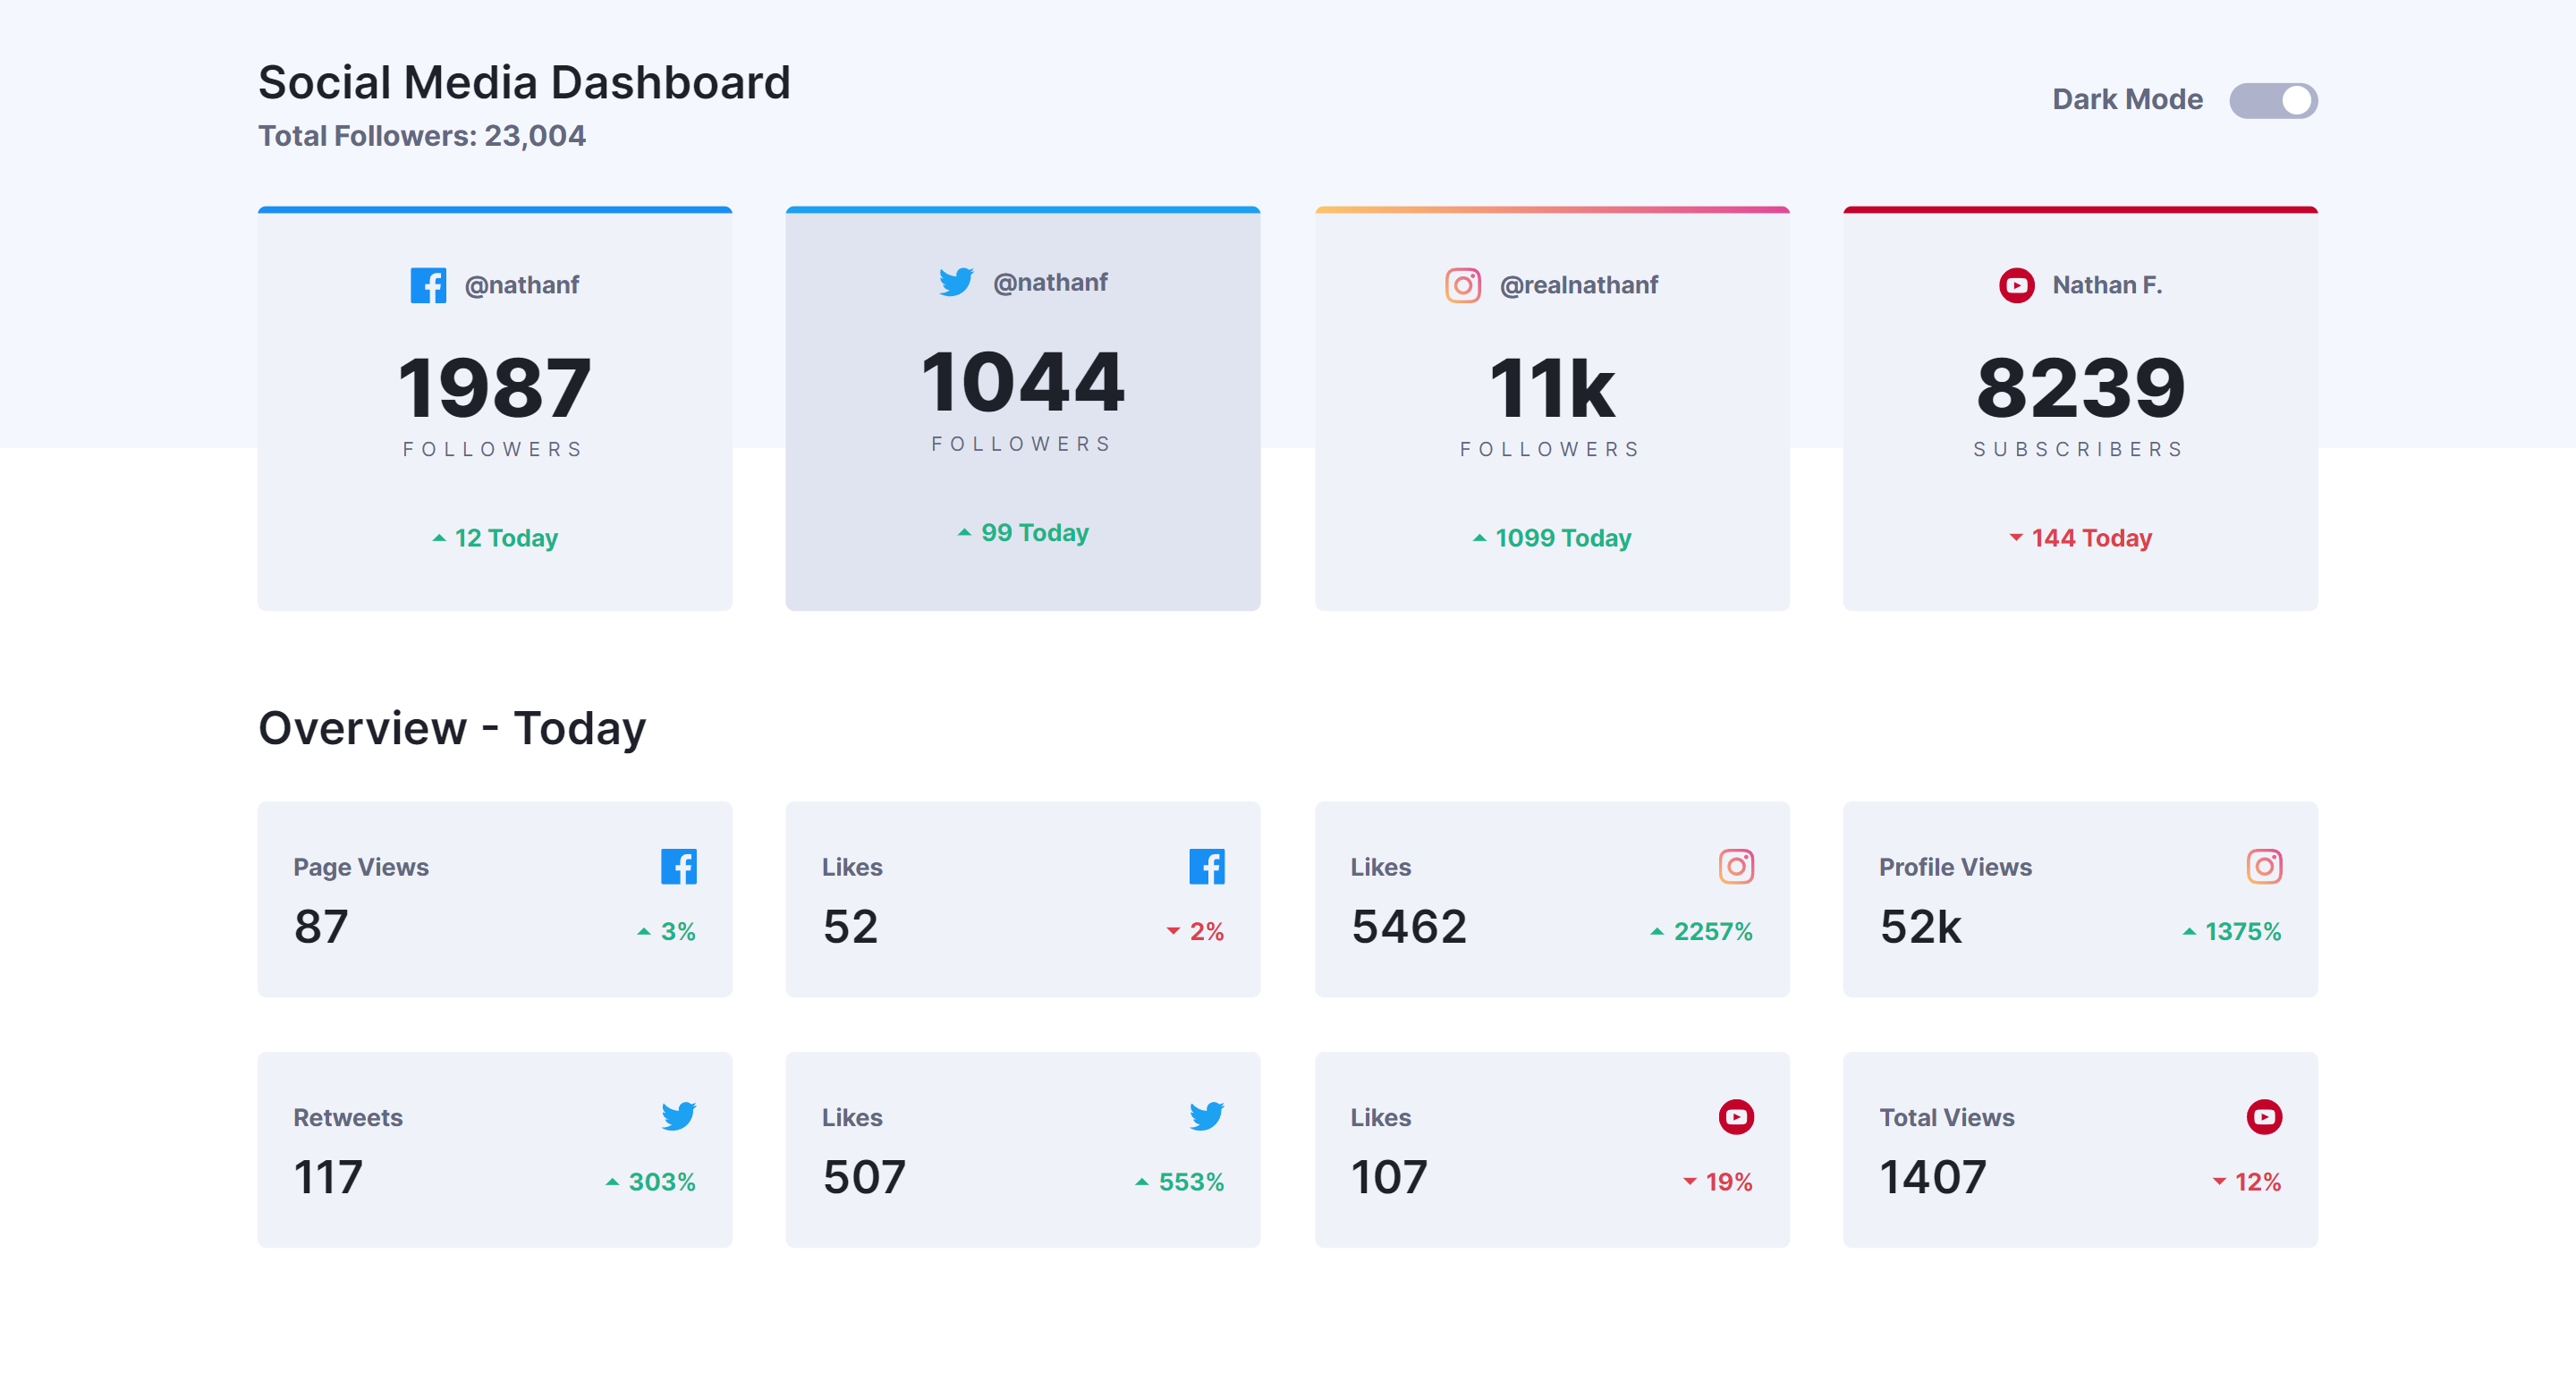 Social Media Dashboard
Total Followers: 23,004
Dark Mode
@nathanf
1987
FOLLOWERS
12 Today
@nathanf
1044
FOLLOWERS
99 Today
@realnathanf
11k
FOLLOWERS
1099 Today
Nathan F.
8239
SUBSCRIBERS
144 Today
Overview - Today
Page Views
87
3%
Likes
52
2%
Likes
5462
2257%
Profile Views
52k
1375%
Retweets
117
303%
Likes
507
553%
Likes
107
19%
Total Views
1407
12%